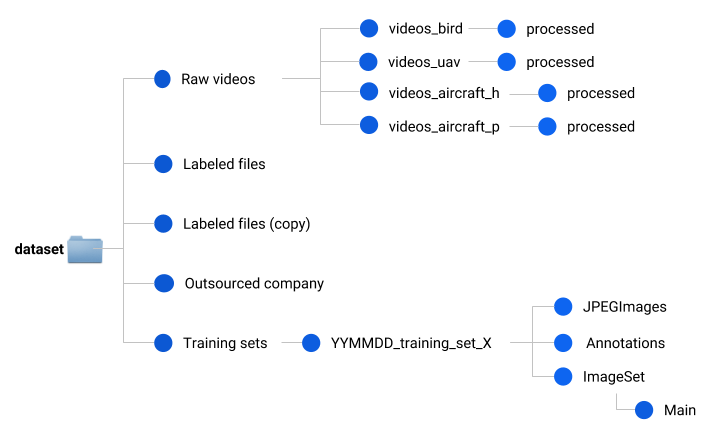 videos_bird
processed
videos_uav
processed
Raw videos
videos_aircraft_h
processed
videos_aircraft_p
processed
Labeled files
Labeled files (copy)
dataset
Outsourced company
JPEGImages
Training sets
YYMMDD_training_set_X
Annotations
ImageSet
Main